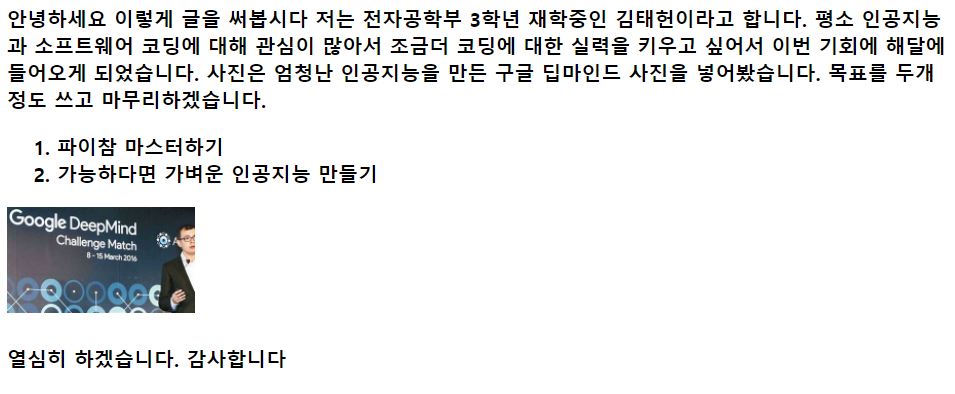 안녕하세요 이렇게 글을 써봅시다 저는 전자공학부 3학년 재학중인 김태헌이라고 합니다. 평소 인공지능
과 소프트웨어 코딩에 대해 관심이 많아서 조금더 코딩에 대한 실력을 키우고 싶어서 이번 기회에 해달에
들어오게 되었습니다. 사진은 엄청난 인공지능을 만든 구글 딥마인드 사진을 넣어봤습니다. 목표를 두개
정도 쓰고 마무리하겠습니다.
1. 파이참 마스터하기
2. 가능하다면 가벼운 인공지능 만들기
Google DeepMind
Challenge Match
8 - 15 March 2016
열심히 하겠습니다. 감사합니다